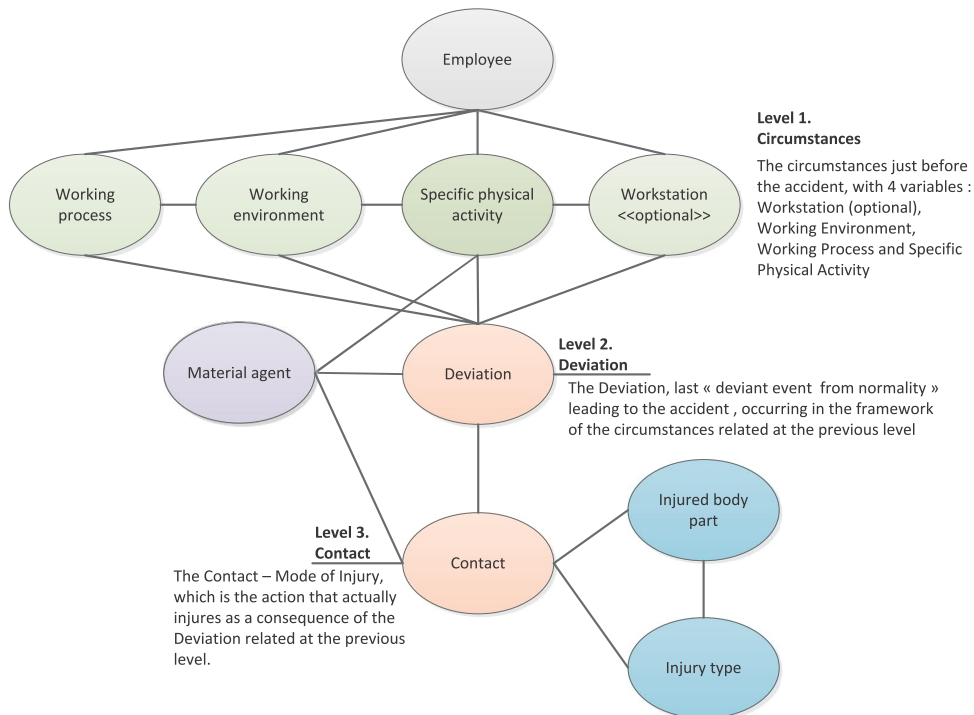 Employee
Level 1.
Circumstances
The circumstances just before
the accident, with 4 variables :
Workstation (optional),
Working Environment,
Working Process and Specific
Physical Activity
Working
process
Working
environment
Specific physical
activity
Workstation
<<optional>>
Material agent
Deviation
Level 2.
Deviation
The Deviation, last « deviant event  from normality »
leading to the accident , occurring in the framework
of the circumstances related at the previous level
Level 3.
Contact
The Contact – Mode of Injury,
which is the action that actually
injures as a consequence of the
Deviation related at the previous
level.
Contact
Injured body
part
Injury type